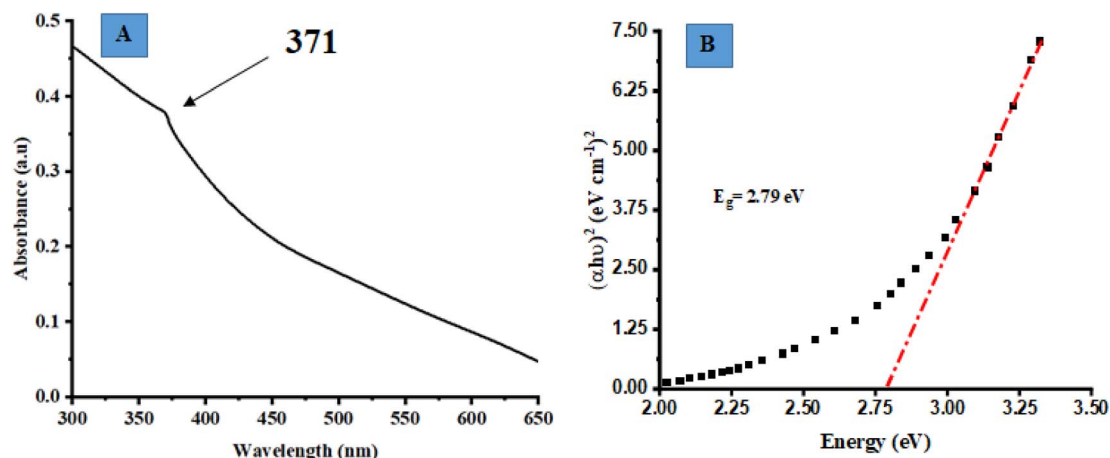 A
371
0.5
0.4
0.3
0.2
0.1
0.0
300 350 400 450 500 550 600 650
Absorbance (a.u)
Wavelength (nm)
B
E_g= 2.79 eV
7.50
6.25
5.00
3.75
2.50
1.25
0.00
2.00 2.25 2.50 2.75 3.00 3.25 3.50
(αhυ)² (eV cm⁻¹)²
Energy (eV)